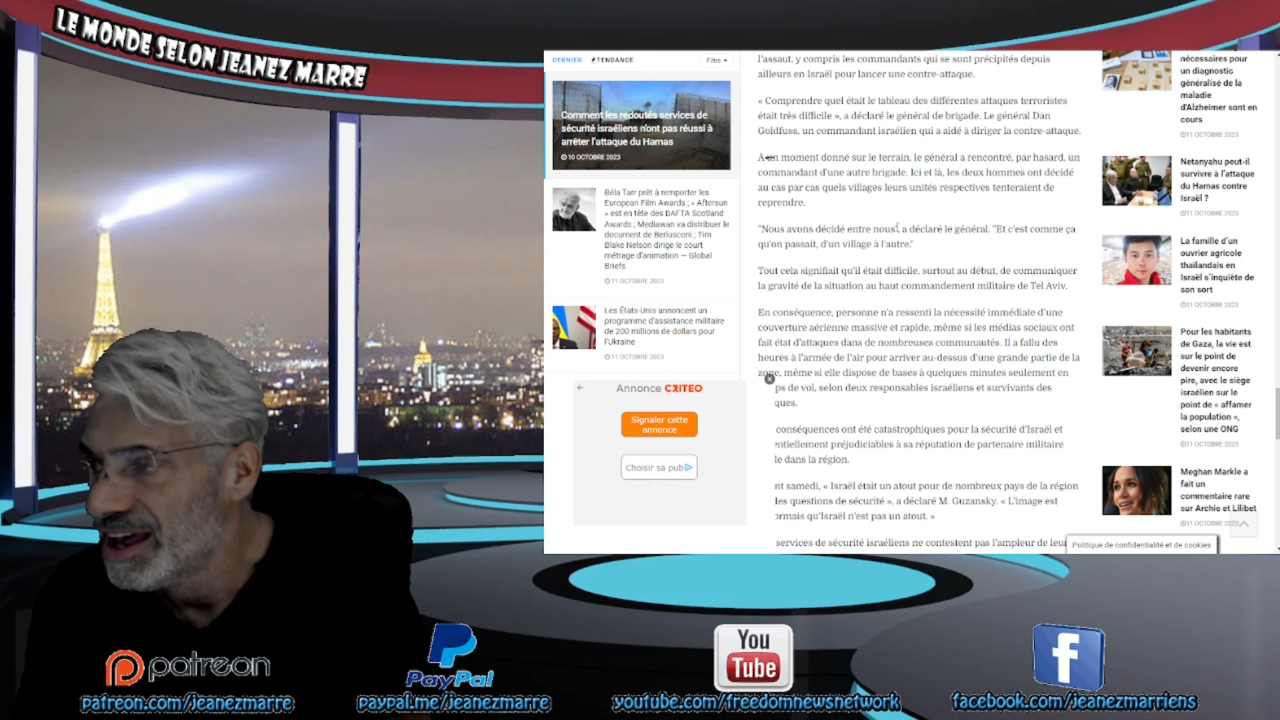 LE MONDE SELON JEANEZ MARRE
DERNIER
TENDANCE
Filtre
Comment les redoutés services de
sécurité israéliens n'ont pas réussi à
arrêter l'attaque du Hamas
10 OCTOBRE 2023
Béla Tarr prêt à remporter les
European Film Awards ; « Aftersun
» est en tête des BAFTA Scotland
Awards ; Mediawan va distribuer le
document de Berlusconi ; Tim
Blake Nelson dirige le court
métrage d'animation – Global
Briefs
11 OCTOBRE 2023
Les États-Unis annoncent un
programme d'assistance militaire
de 200 millions de dollars pour
l'Ukraine
11 OCTOBRE 2023
Annonce CRITEO
Signaler cette
annonce
Choisir sa pub
l'assaut, y compris les commandants qui se sont précipités depuis
ailleurs en Israël pour lancer une contre-attaque.
« Comprendre quel était le tableau des différentes attaques terroristes
était très difficile », a déclaré le général de brigade. Le général Dan
Goldfuss, un commandant israélien qui a aidé à diriger la contre-attaque.
À un moment donné sur le terrain, le général a rencontré, par hasard, un
commandant d'une autre brigade. Ici et là, les deux hommes ont décidé
au cas par cas quels villages leurs unités respectives tenteraient de
reprendre.
"Nous avons décidé entre nous", a déclaré le général. "Et c'est comme ça
qu'on passait, d'un village à l'autre."
Tout cela signifiait qu'il était difficile, surtout au début, de communiquer
la gravité de la situation au haut commandement militaire de Tel Aviv.
En conséquence, personne n'a ressenti la nécessité immédiate d'une
couverture aérienne massive et rapide, même si les médias sociaux ont
fait état d'attaques dans de nombreuses communautés. Il a fallu des
heures à l'armée de l'air pour arriver au-dessus d'une grande partie de la
zone, même si elle dispose de bases à quelques minutes seulement en
ps de vol, selon deux responsables israéliens et survivants des
ques.
conséquences ont été catastrophiques pour la sécurité d'Israël et
entiellement préjudiciables à sa réputation de partenaire militaire
le dans la région.
nt samedi, « Israël était un atout pour de nombreux pays de la région
les questions de sécurité », a déclaré M. Guzansky. « L'image est
ormais qu'Israël n'est pas un atout. »
services de sécurité israéliens ne contestent pas l'ampleur de leur
nécessaires pour
un diagnostic
généralisé de la
maladie
d'Alzheimer sont en
cours
11 OCTOBRE 2023
Netanyahu peut-il
survivre à l'attaque
du Hamas contre
Israël ?
11 OCTOBRE 2023
La famille d'un
ouvrier agricole
thaïlandais en
Israël s'inquiète de
son sort
11 OCTOBRE 2023
Pour les habitants
de Gaza, la vie est
sur le point de
devenir encore
pire, avec le siège
israélien sur le
point de « affamer
la population »,
selon une ONG
11 OCTOBRE 2023
Meghan Markle a
fait un
commentaire rare
sur Archie et Lilibet
11 OCTOBRE 2023
Politique de confidentialité et de cookies
patreon
patreon.com/jeanezmarre
PayPal
paypal.me/jeanezmarre
You
Tube
youtube.com/freedomnewsnetwork
f
facebook.com/jeanezmarriens